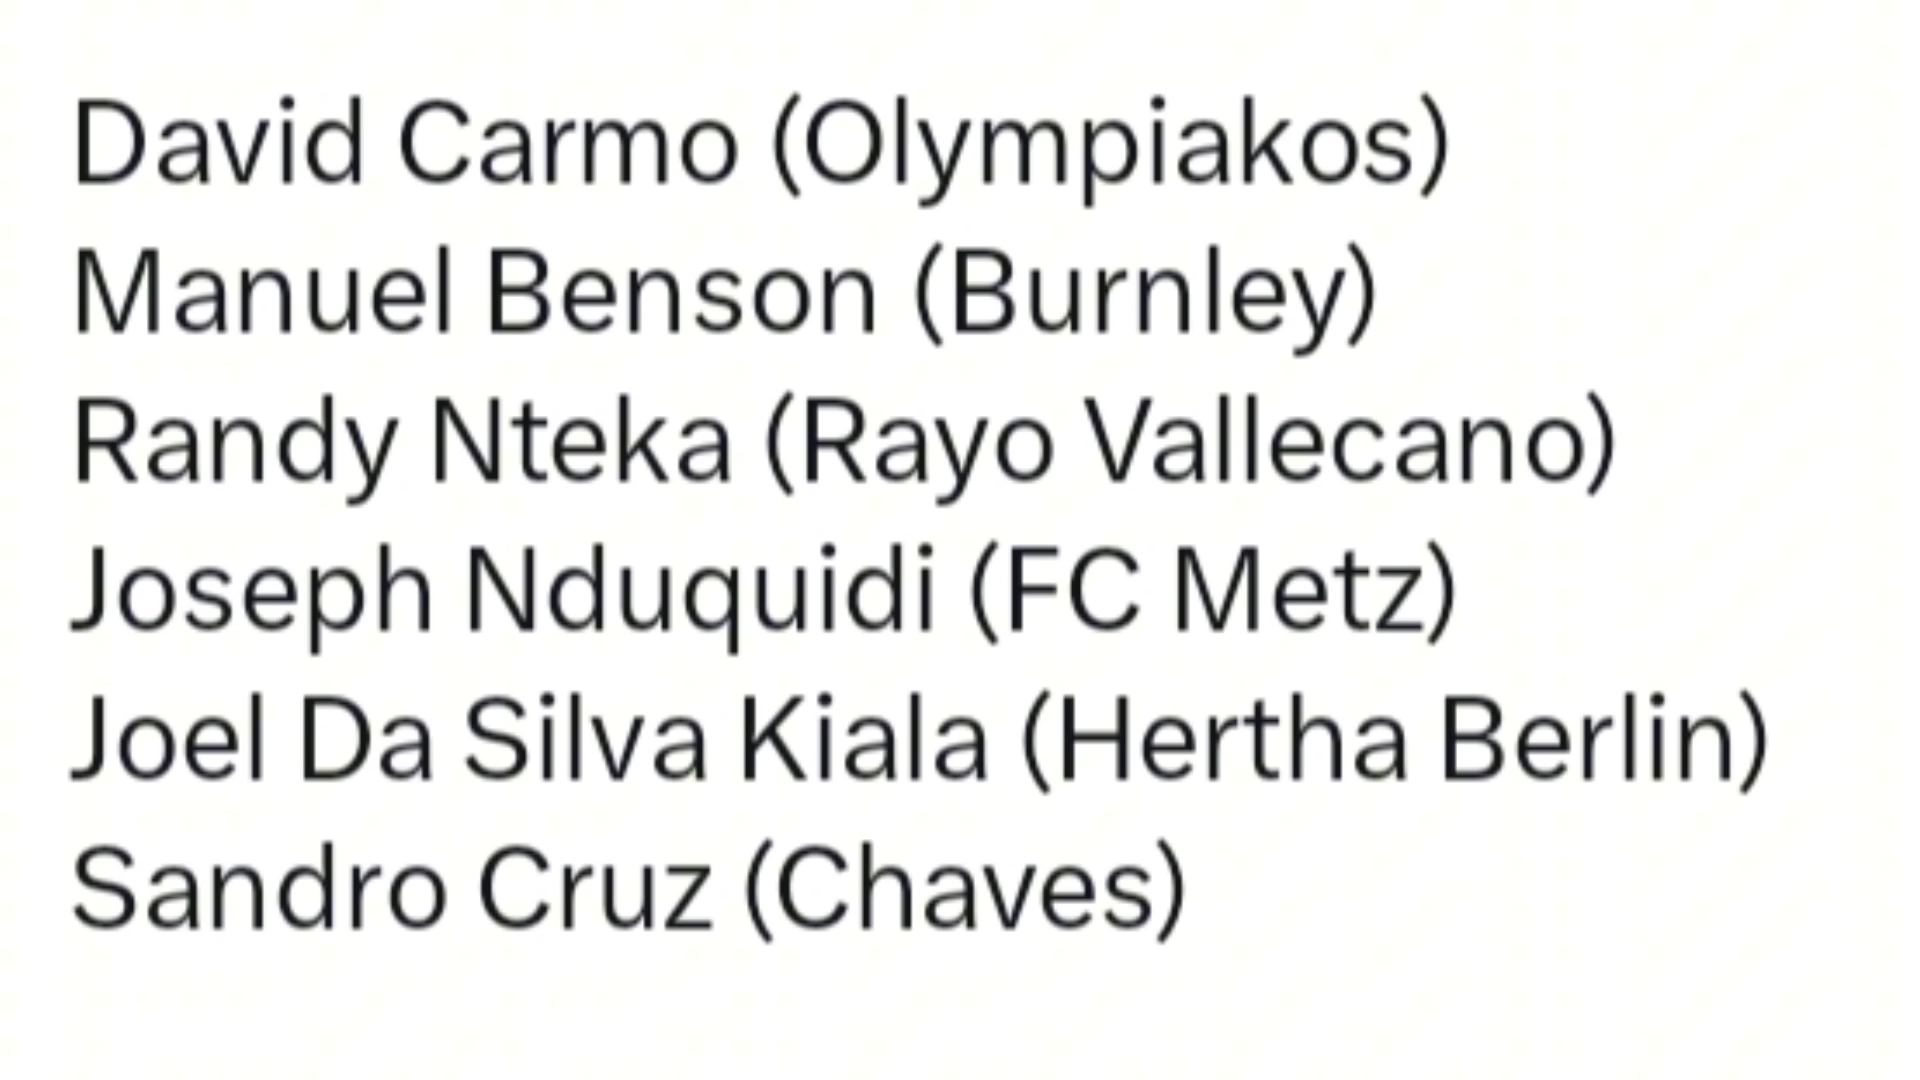 David Carmo (Olympiakos)
Manuel Benson (Burnley)
Randy Nteka (Rayo Vallecano)
Joseph Nduquidi (FC Metz)
Joel Da Silva Kiala (Hertha Berlin)
Sandro Cruz (Chaves)